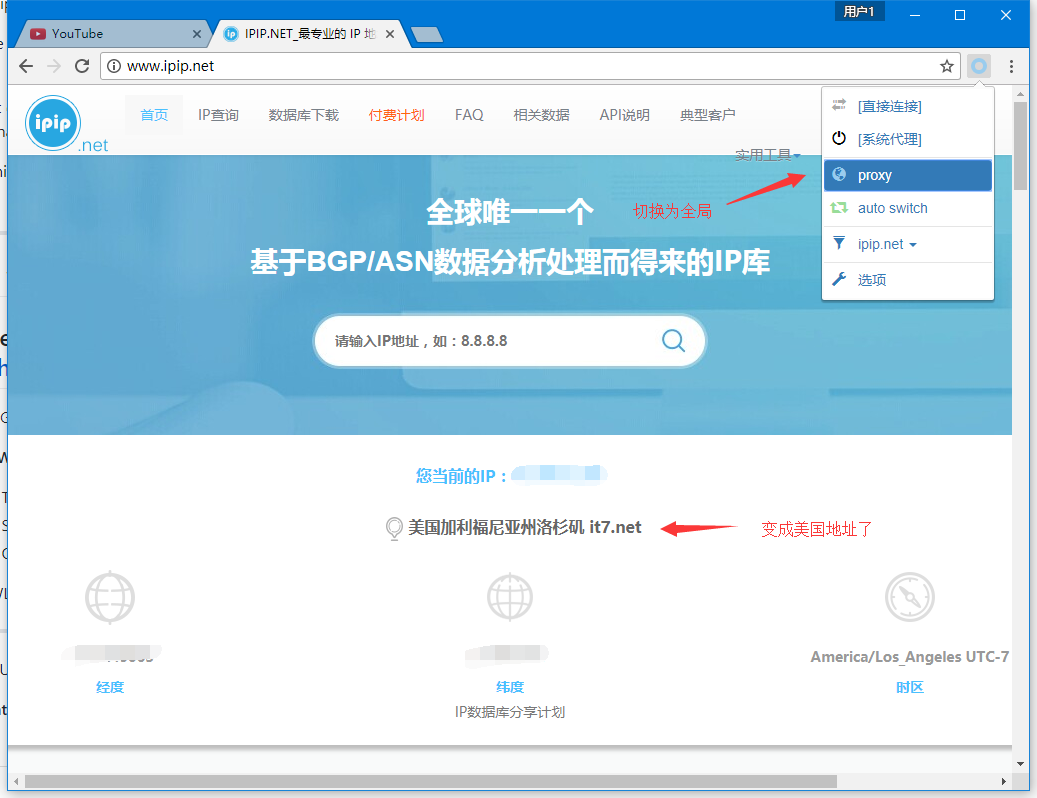 用户1
YouTube
IPIP.NET_最专业的 IP 地
www.ipip.net
ipip
.net
首页
IP查询
数据库下载
付费计划
FAQ
相关数据
API说明
典型客户
实用工具
[直接连接]
[系统代理]
proxy
auto switch
ipip.net
选项
切换为全局
全球唯一一个
基于BGP/ASN数据分析处理而得来的IP库
请输入IP地址，如：8.8.8.8
您当前的IP：
美国加利福尼亚州洛杉矶 it7.net
变成美国地址了
America/Los_Angeles UTC-7
经度
纬度
时区
IP数据库分享计划